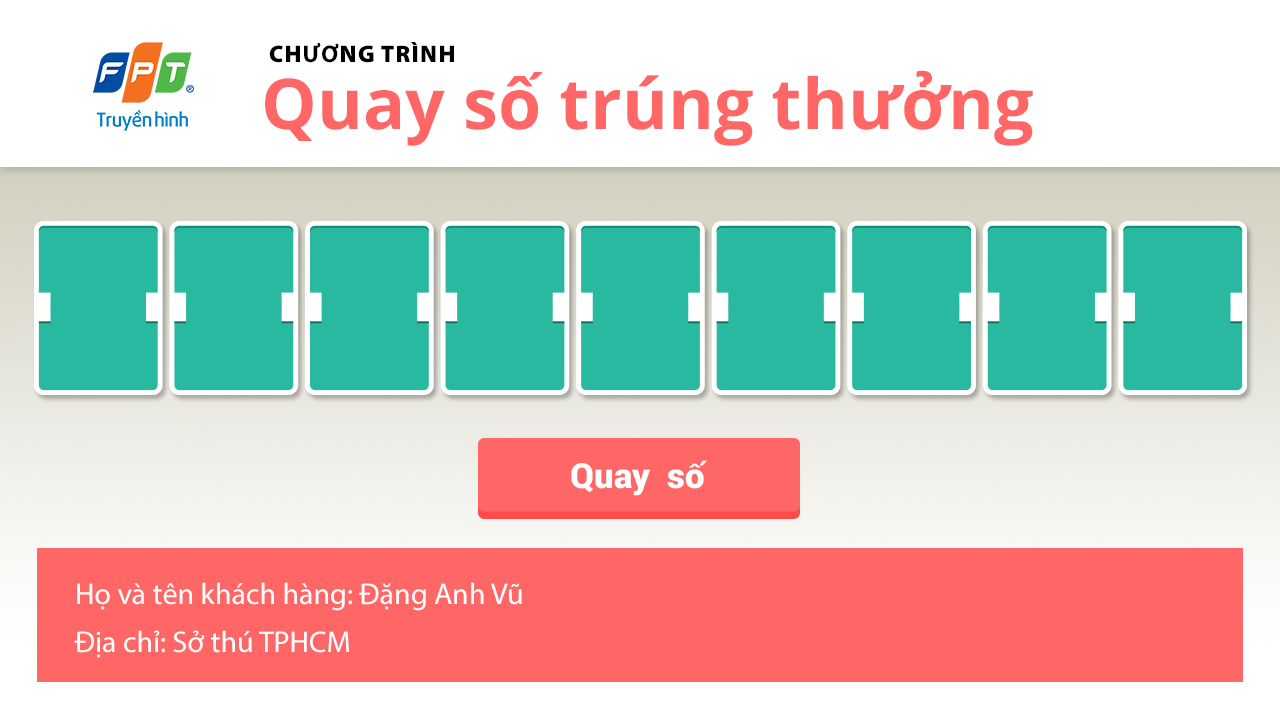 FPT®
Truyền hình
CHƯƠNG TRÌNH
Quay số trúng thưởng
Quay số
Họ và tên khách hàng: Đặng Anh Vũ
Địa chỉ: Sở thú TPHCM